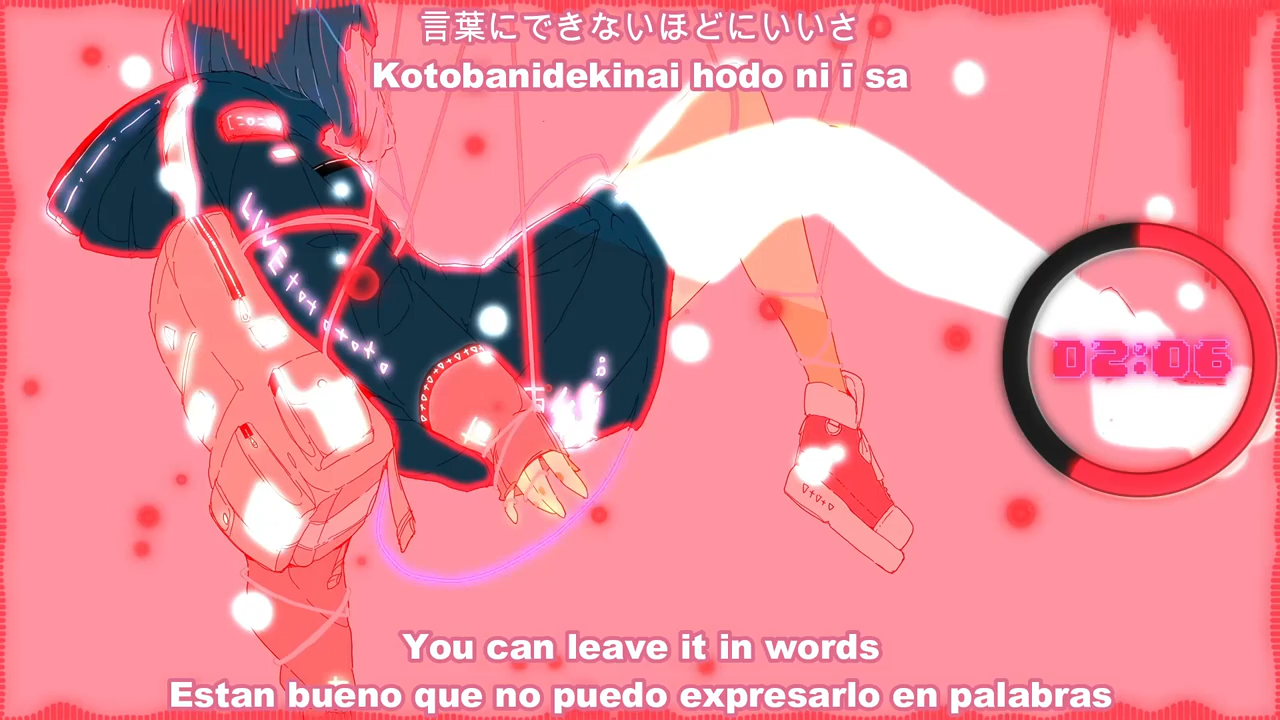 言葉にできないほどにいいさ
Kotobanidekinai hodo ni ī sa
LIVE
02:06
You can leave it in words
Estan bueno que no puedo expresarlo en palabras